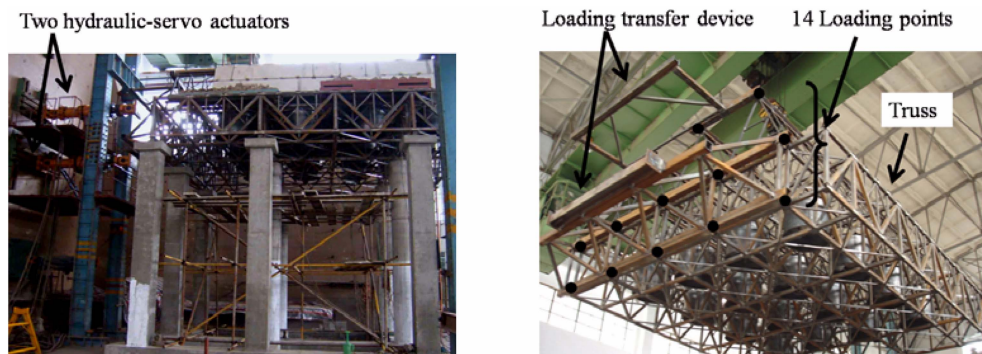 Two hydraulic-servo actuators
Loading transfer device
14 Loading points
Truss